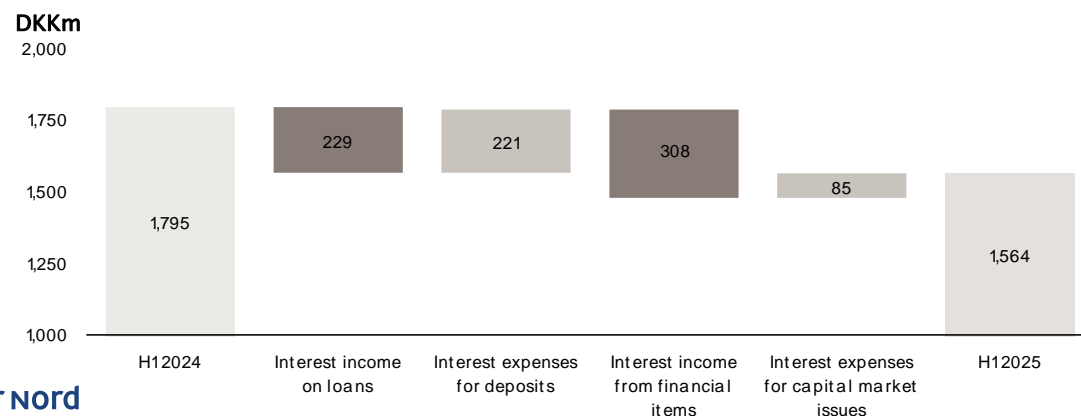 DKKm
2,000
1,750
1,500
1,250
1,000
1,795
229
221
308
85
1,564
H12024
Interest income
on loans
Interest expenses
for deposits
Interest income
from financial
items
Interest expenses
for capital market
issues
H12025
Nord